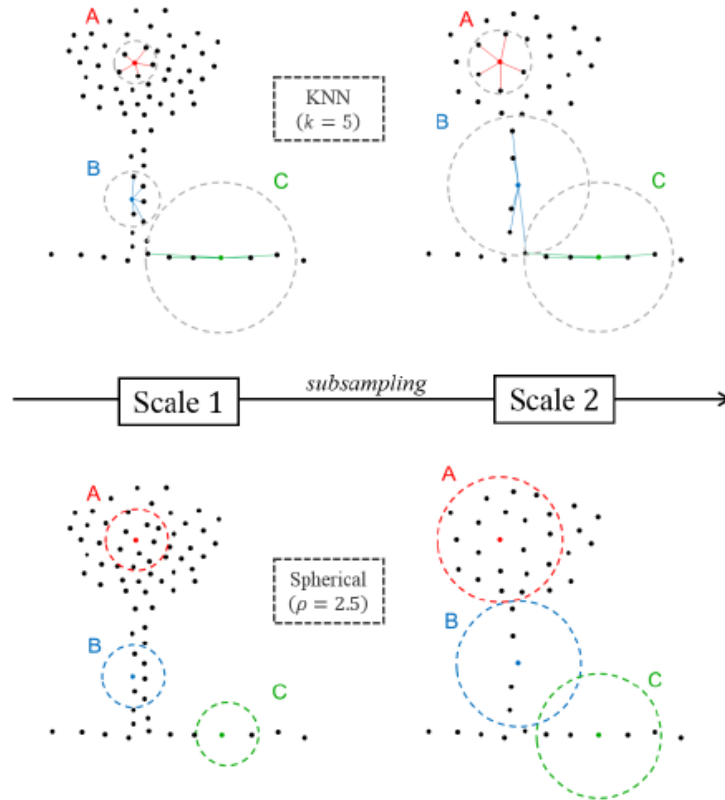 A
A
KNN
(k = 5)
B
B
C
C
subsampling
Scale 1
Scale 2
A
A
Spherical
(ρ = 2.5)
B
B
C
C